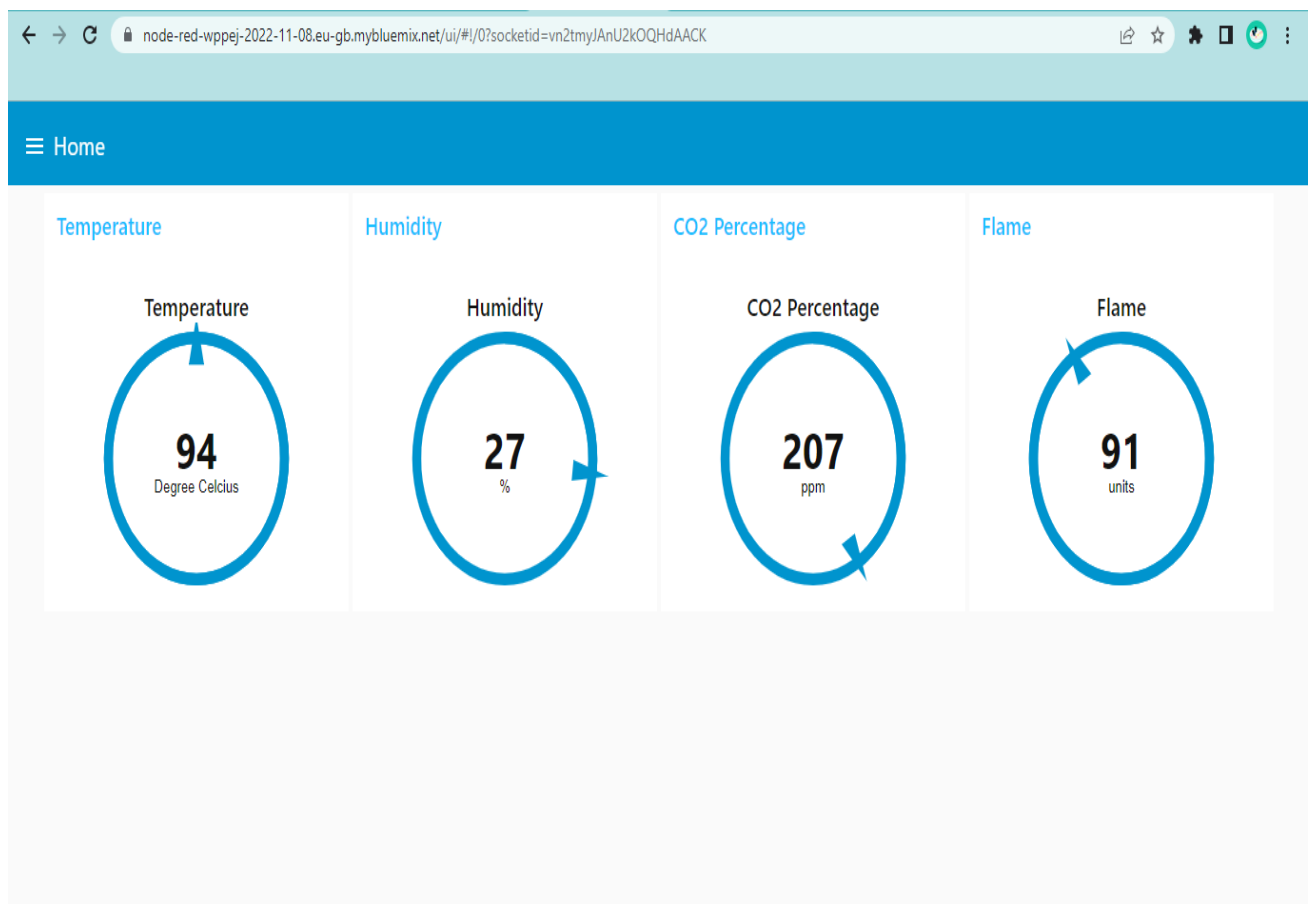 node-red-wppej-2022-11-08.eu-gb.mybluemix.net/ui/#!/0?socketid=vn2tmyJAnU2kOQHdAACK
Home
Temperature
Humidity
CO2 Percentage
Flame
Temperature
Humidity
CO2 Percentage
Flame
94
27
207
91
Degree Celcius
%
ppm
units